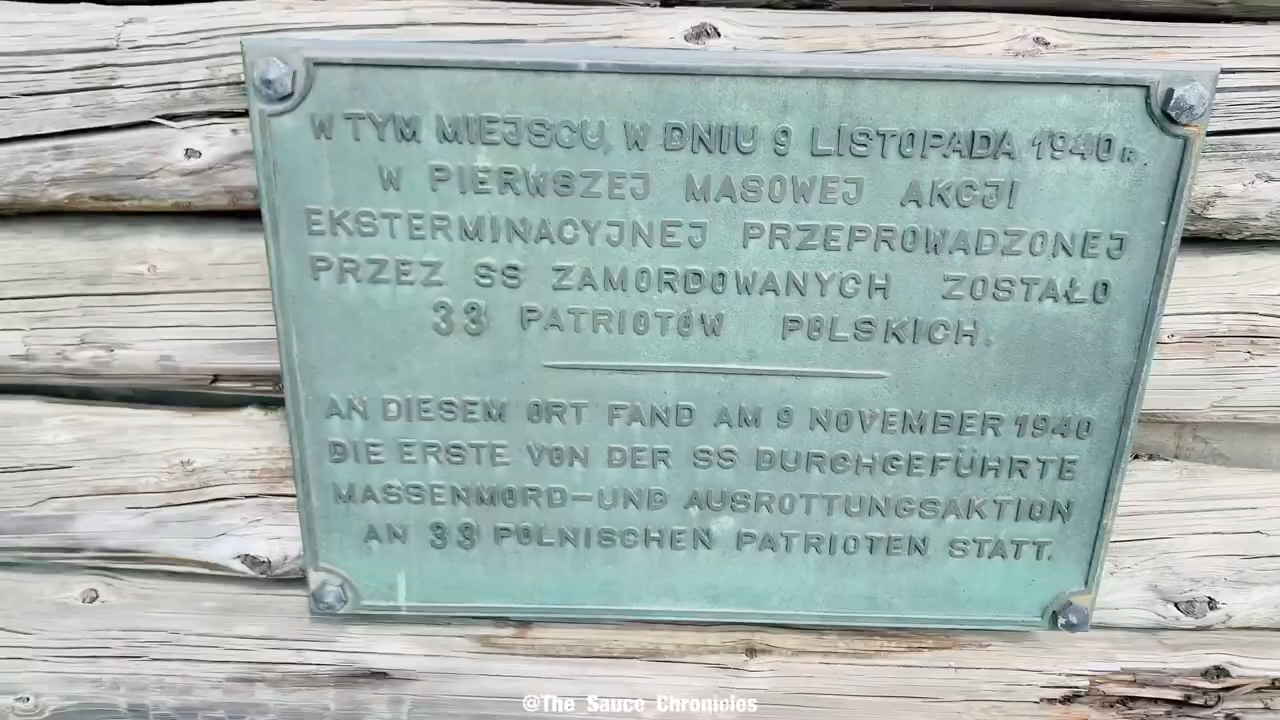 W TYM MIEJSCU, W DNIU 9 LISTOPADA 1940 R.
W PIERWSZEJ MASOWEJ AKCJI
EKSTERMINACYJNEJ PRZEPROWADZONEJ
PRZEZ SS ZAMORDOWANYCH ZOSTAŁO
33 PATRIOTÓW POLSKICH.
AN DIESEM ORT FAND AM 9 NOVEMBER 1940
DIE ERSTE VON DER SS DURCHGEFÜHRTE
MASSENMORD-UND AUSROTTUNGSAKTION
AN 33 POLNISCHEN PATRIOTEN STATT.
@The_Sauce_Chronicles